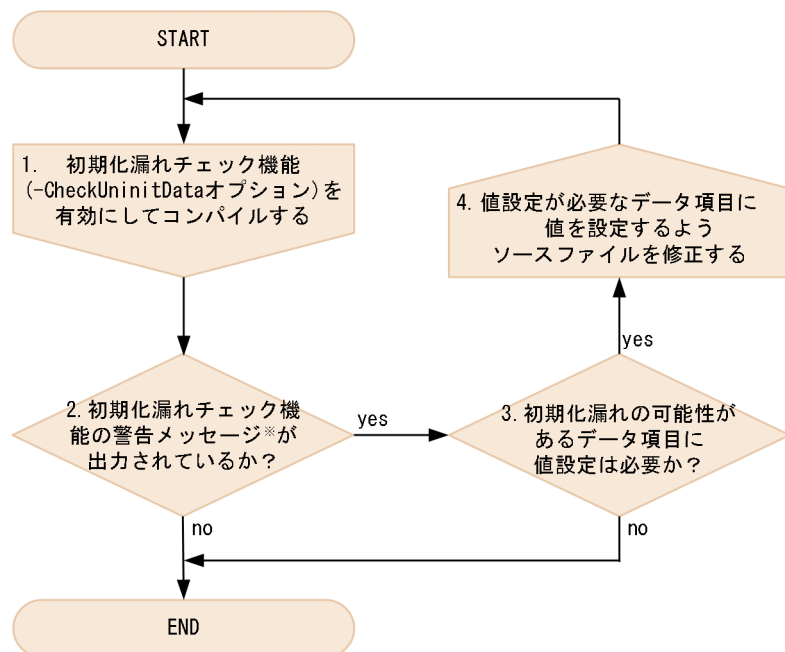 START
1. 初期化漏れチェック機能
(-CheckUninitDataオプション)を
有効にしてコンパイルする
2.初期化漏れチェック機
能の警告メッセージ※が
出力されているか？
yes
no
3.初期化漏れの可能性が
あるデータ項目に
値設定は必要か？
yes
no
4.値設定が必要なデータ項目に
値を設定するよう
ソースファイルを修正する
END